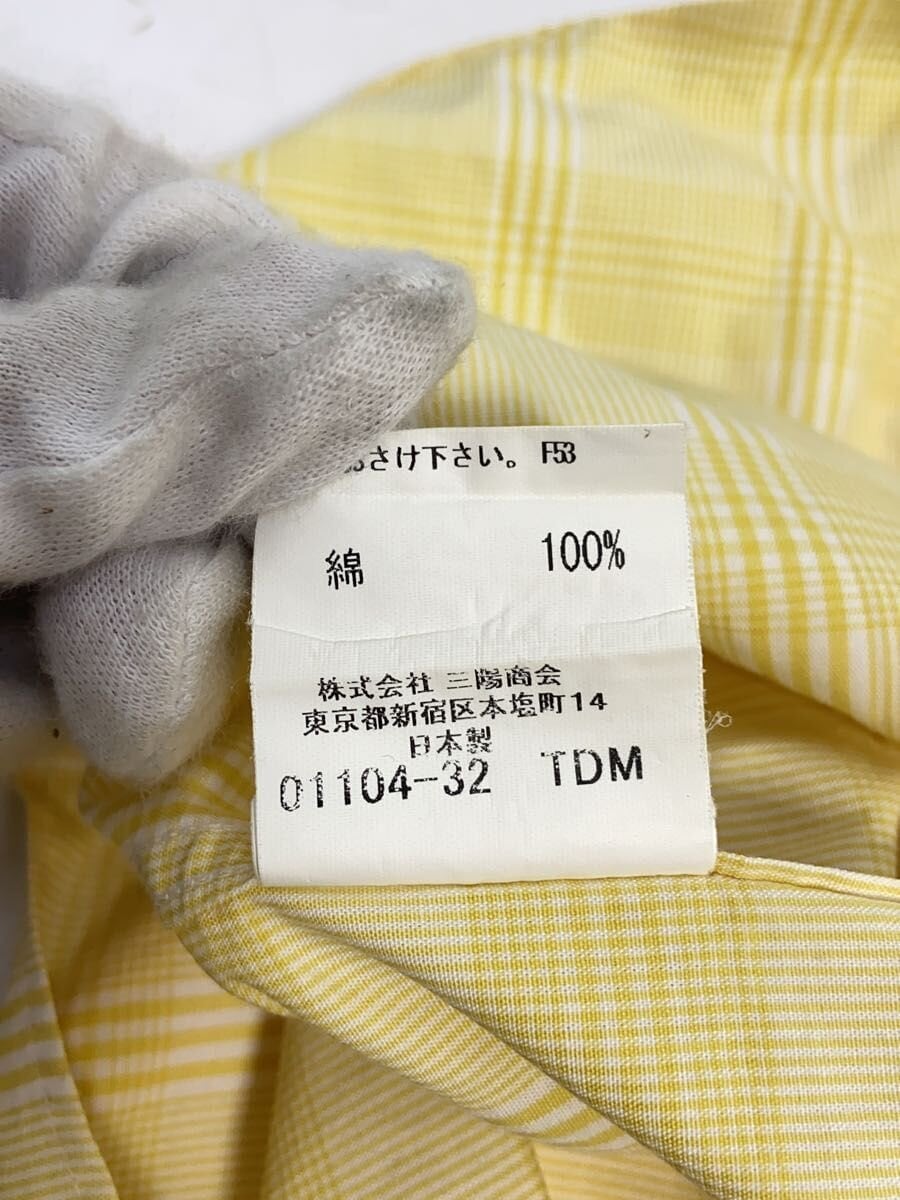 さけ下さい。 F53
綿 100%
株式会社 三陽商会
東京都新宿区本塩町14
日本製
01104-32 TDM